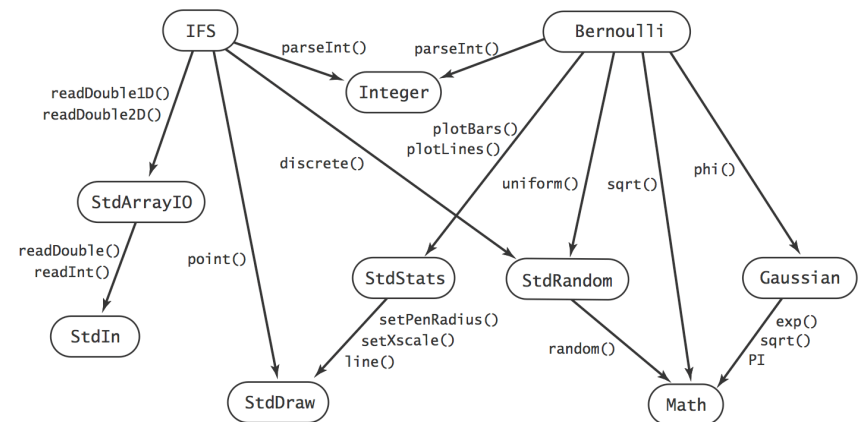 IFS
Bernoulli
parseInt()
parseInt()
Integer
readDouble1D()
readDouble2D()
plotBars()
plotLines()
discrete()
uniform()
sqrt()
phi()
StdArrayIO
readDouble()
readInt()
point()
StdStats
StdRandom
Gaussian
setPenRadius()
setXscale()
line()
random()
exp()
sqrt()
PI
StdIn
StdDraw
Math